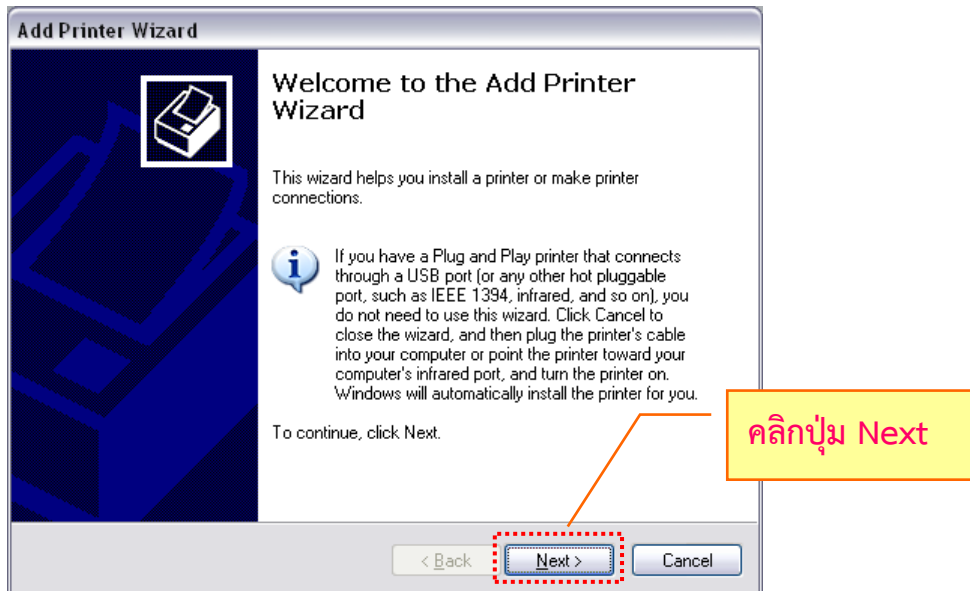 Add Printer Wizard
Welcome to the Add Printer
Wizard
This wizard helps you install a printer or make printer
connections.
If you have a Plug and Play printer that connects
through a USB port (or any other hot pluggable
port, such as IEEE 1394, infrared, and so on), you
do not need to use this wizard. Click Cancel to
close the wizard, and then plug the printer's cable
into your computer or point the printer toward your
computer's infrared port, and turn the printer on.
Windows will automatically install the printer for you.
To continue, click Next.
คลิกปุ่ม Next
< Back
Next >
Cancel